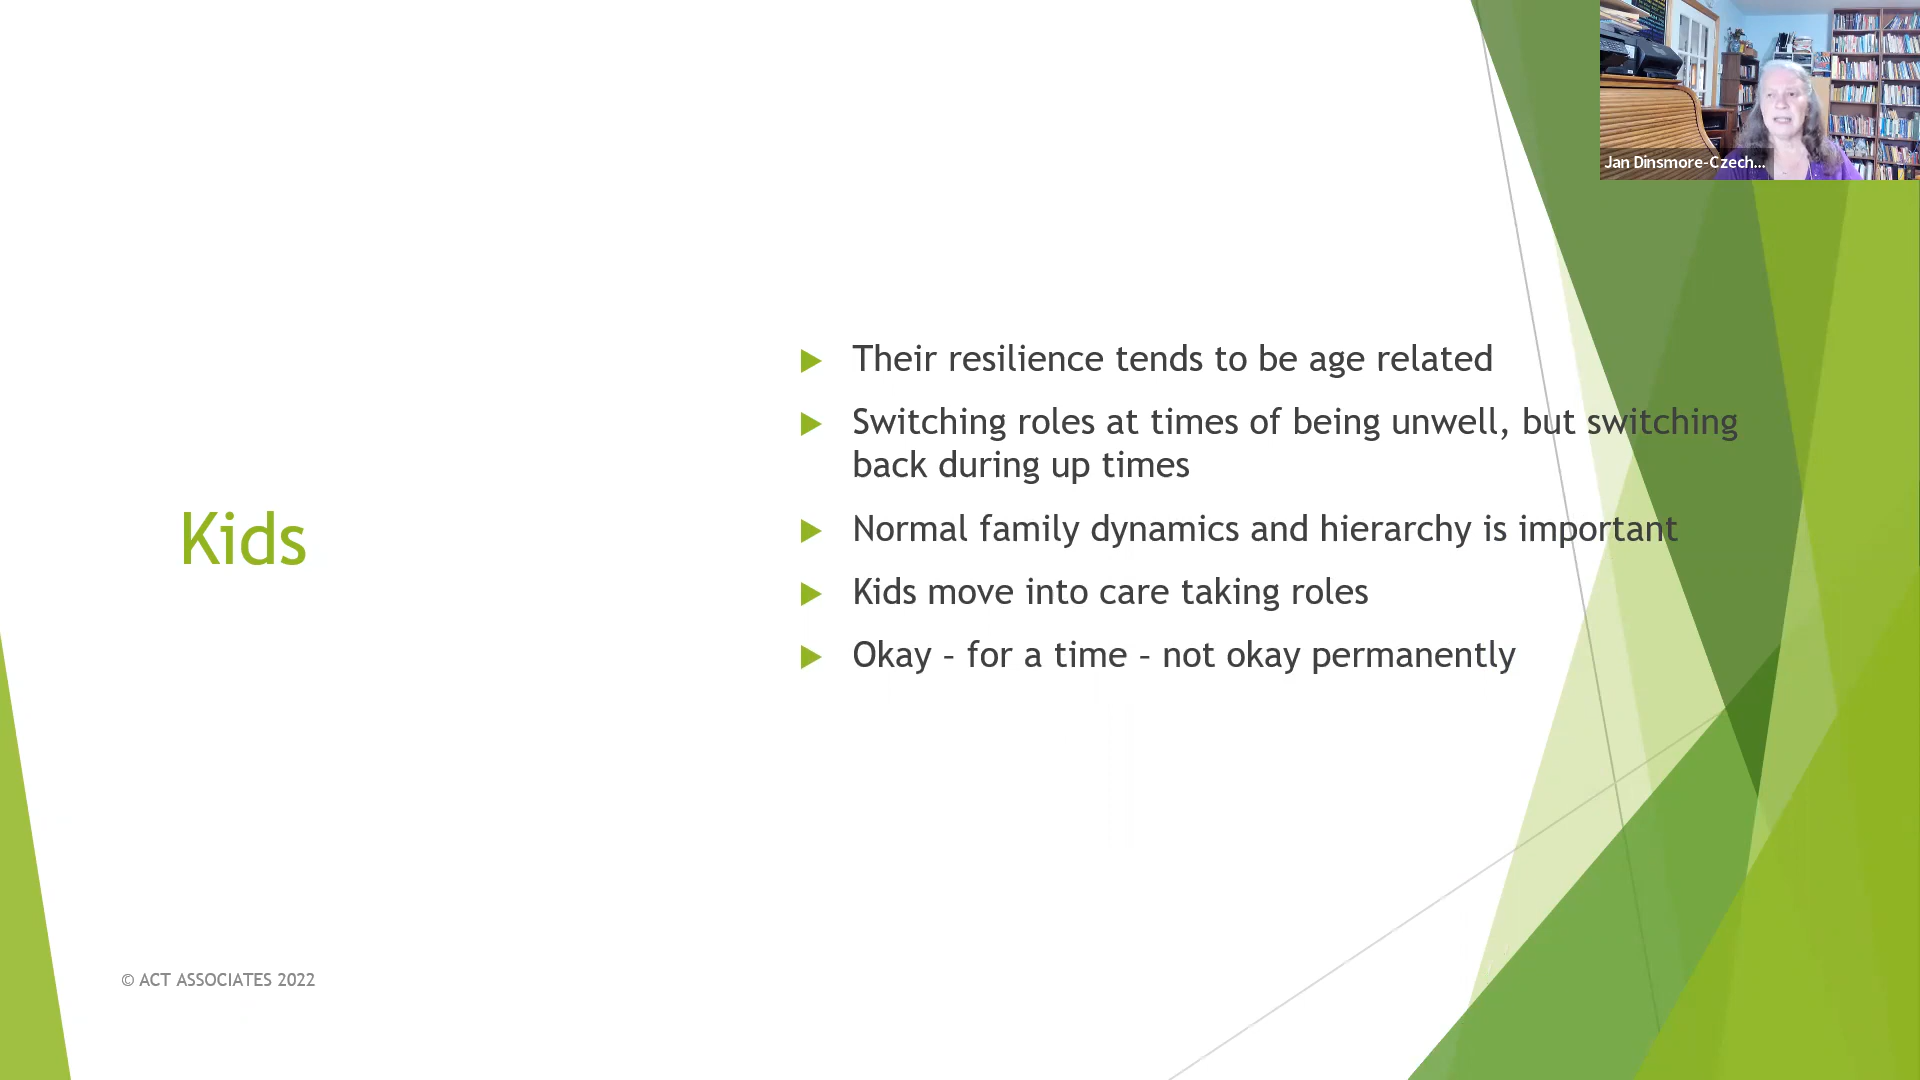 Jan Dinsmore-Czech...
Kids
Their resilience tends to be age related
Switching roles at times of being unwell, but switching
back during up times
Normal family dynamics and hierarchy is important
Kids move into care taking roles
Okay – for a time – not okay permanently
© ACT ASSOCIATES 2022